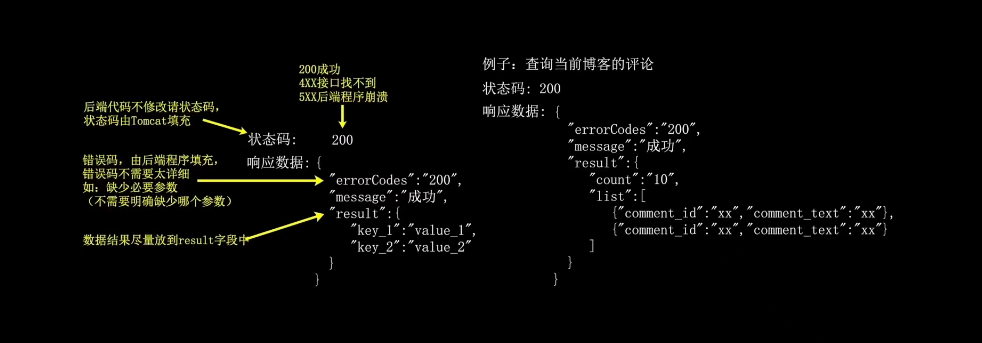 200成功
4XX接口找不到
5XX后端程序崩溃
后端代码不修改请状态码，
状态码由Tomcat填充
状态码： 200
错误码，由后端程序填充，
错误码不需要太详细
如：缺少必要参数
（不需要明确缺少哪个参数）
数据结果尽量放到result字段中
响应数据：{
"errorCodes":"200",
"message":"成功",
"result":{
"key_1":"value_1",
"key_2":"value_2"
}
}
例子：查询当前博客的评论
状态码: 200
响应数据: {
"errorCodes":"200",
"message":"成功",
"result":{
"count":"10",
"list":[
{"comment_id":"xx","comment_text":"xx"},
{"comment_id":"xx","comment_text":"xx"}
]
}
}